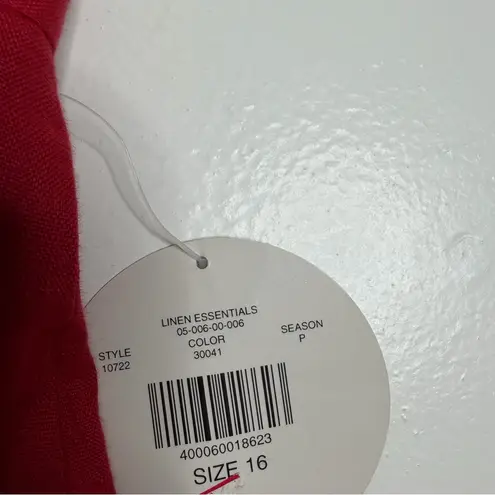 LINEN ESSENTIALS
05-006-00-006
STYLE COLOR SEASON
10722 30041 P
400060018623
SIZE 16